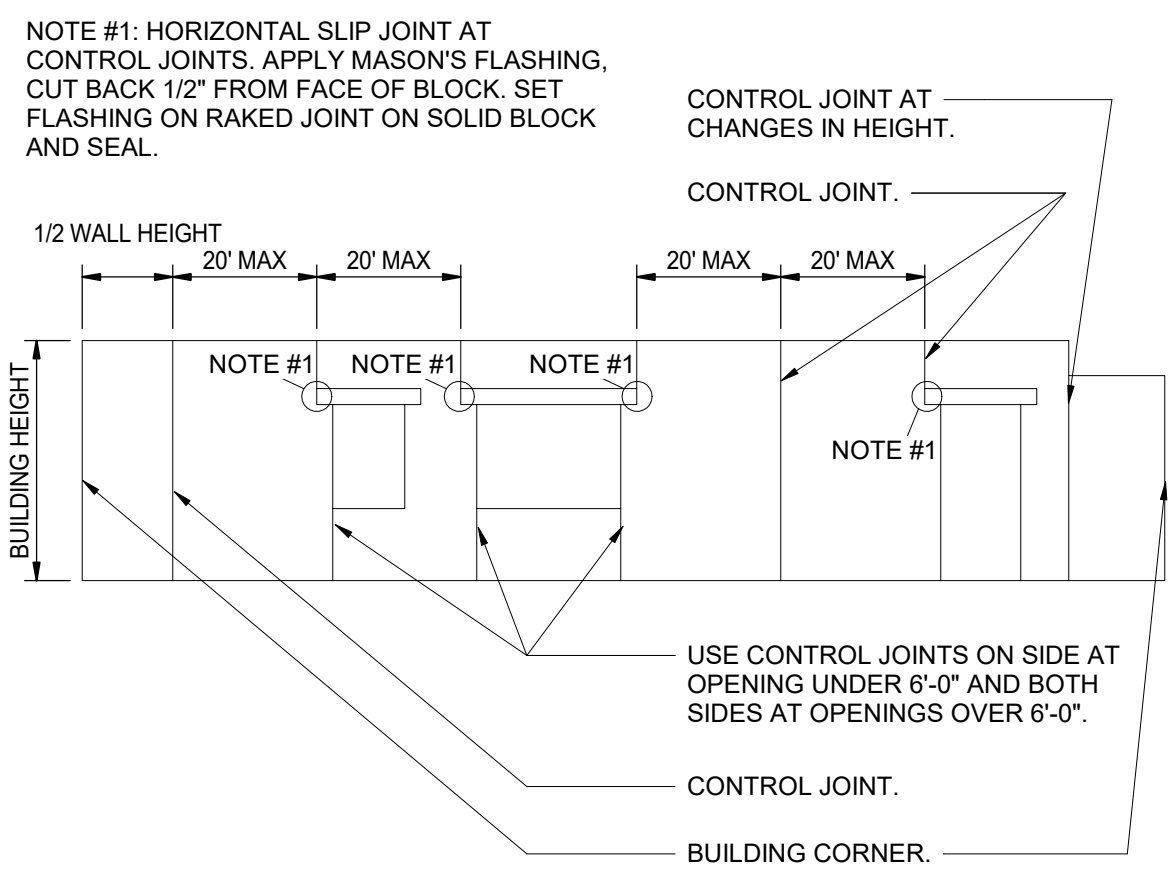 NOTE #1: HORIZONTAL SLIP JOINT AT
CONTROL JOINTS. APPLY MASON'S FLASHING,
CUT BACK 1/2" FROM FACE OF BLOCK. SET
FLASHING ON RAKED JOINT ON SOLID BLOCK
AND SEAL.
CONTROL JOINT AT
CHANGES IN HEIGHT.
CONTROL JOINT.
1/2 WALL HEIGHT
20' MAX
20' MAX
20' MAX
20' MAX
BUILDING HEIGHT
NOTE #1
NOTE #1
NOTE #1
NOTE #1
USE CONTROL JOINTS ON SIDE AT
OPENING UNDER 6'-0" AND BOTH
SIDES AT OPENINGS OVER 6'-0".
CONTROL JOINT.
BUILDING CORNER.